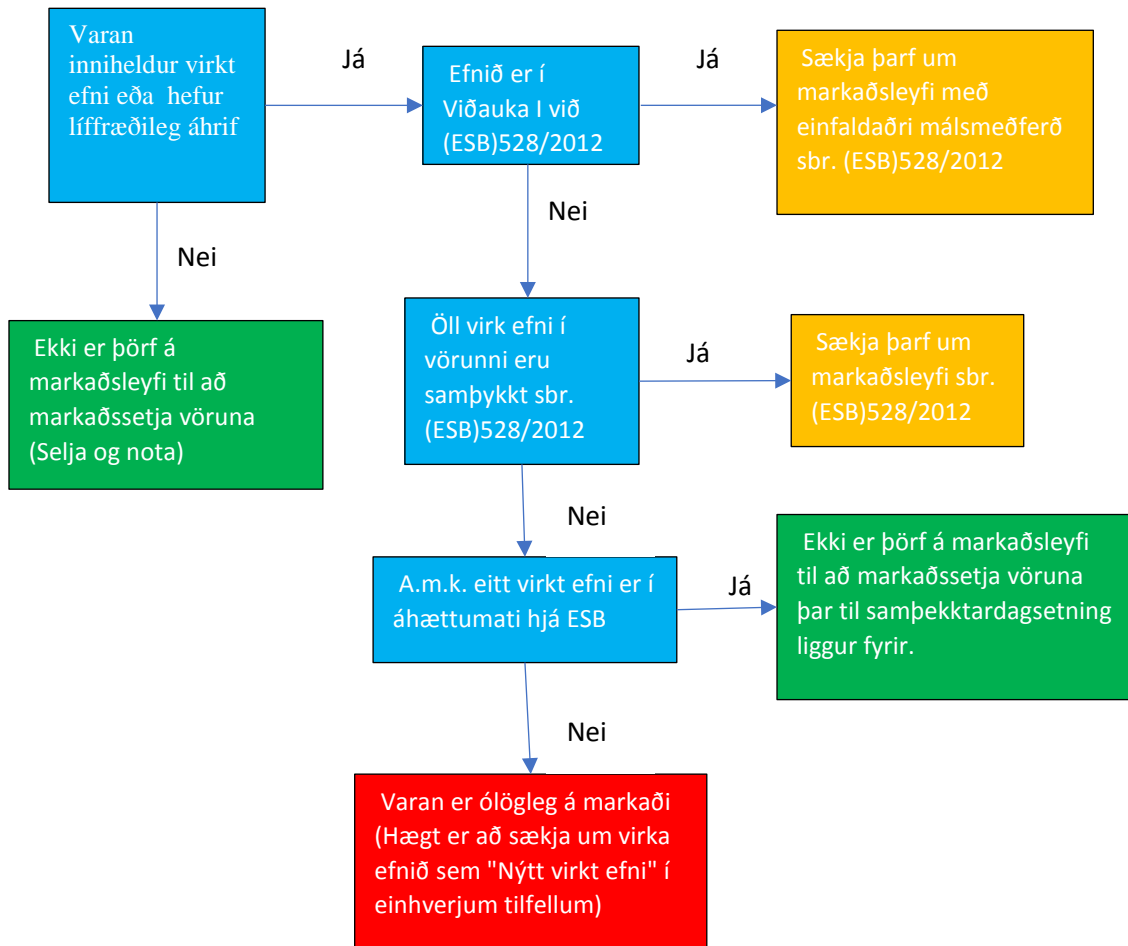 Varan
inniheldur virkt
efni eða hefur
líffræðileg áhrif
Já
Efnið er í
Viðauka I við
(ESB)528/2012
Já
Sækja þarf um
markaðsleyfi með
einfaldaðri málsmeðferð
sbr. (ESB)528/2012
Nei
Nei
Ekki er þörf á
markaðsleyfi til að
markaðssetja vöruna
(Selja og nota)
Öll virk efni í
vörunni eru
samþykkt sbr.
(ESB)528/2012
Já
Sækja þarf um
markaðsleyfi sbr.
(ESB)528/2012
Nei
A.m.k. eitt virkt efni er í
áhættumati hjá ESB
Já
Ekki er þörf á markaðsleyfi
til að markaðssetja vöruna
þar til samþekktardagsetning
liggur fyrir.
Nei
Varan er ólögleg á markaði
(Hægt er að sækja um virka
efnið sem "Nýtt virkt efni" í
einhverjum tilfellum)